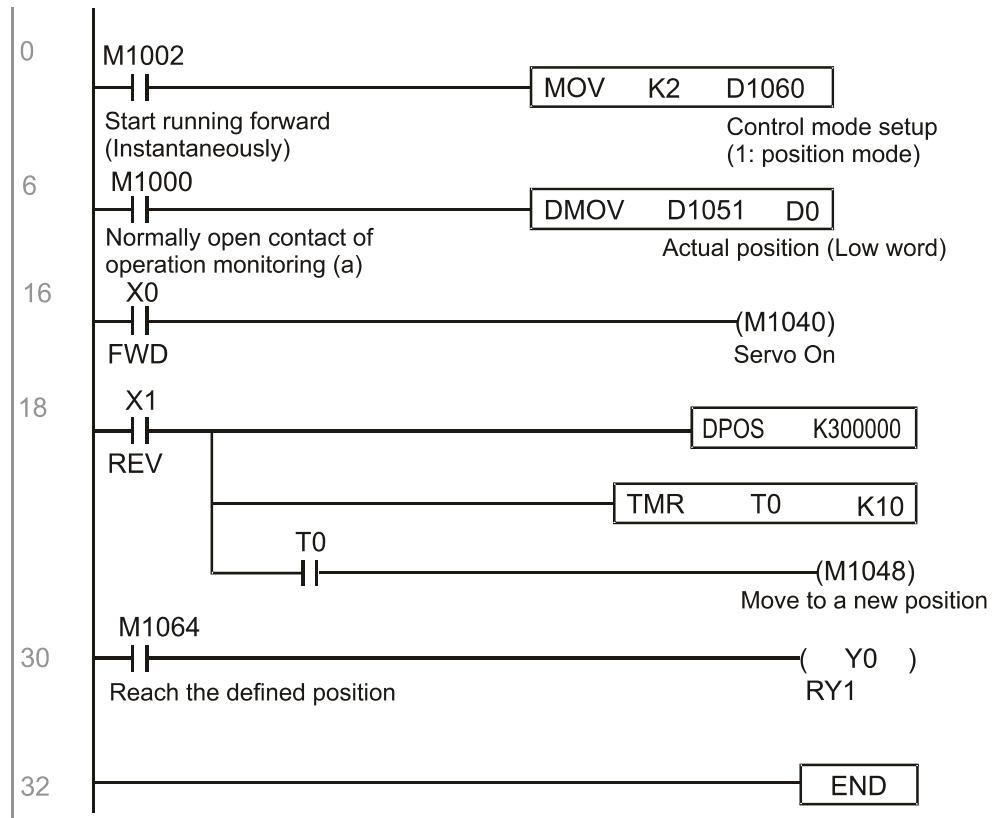 0
M1002
MOV K2 D1060
Start running forward
(Instantaneously)
Control mode setup
(1: position mode)
6
M1000
DMOV D1051 D0
Normally open contact of
operation monitoring (a)
Actual position (Low word)
16
X0
(M1040)
FWD
Servo On
18
X1
DPOS K300000
REV
TMR T0 K10
T0
(M1048)
Move to a new position
M1064
30
( Y0 )
Reach the defined position
RY1
32
END